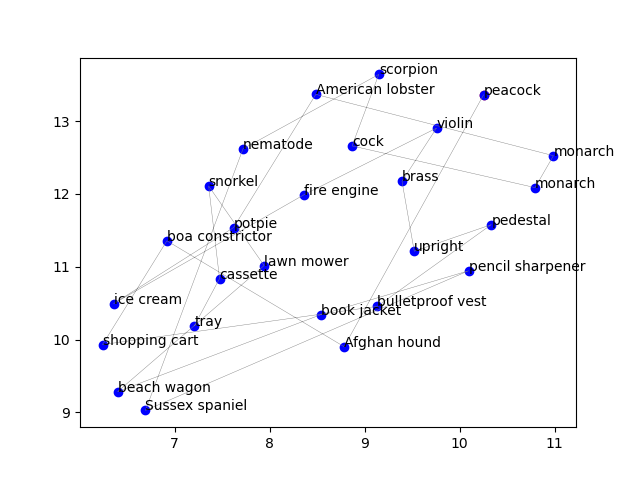 scorpion
American lobster
peacock
13
violin
nematode
cock
monarch
snorkel
brass
monarch
12
fire engine
potpie
pedestal
boa constrictor
upright
11
lawn mower
pencil sharpener
cassette
ice cream
bulletproof vest
book jacket
tray
10
shopping cart
Afghan hound
beach wagon
Sussex spaniel
9
7 8 9 10 11